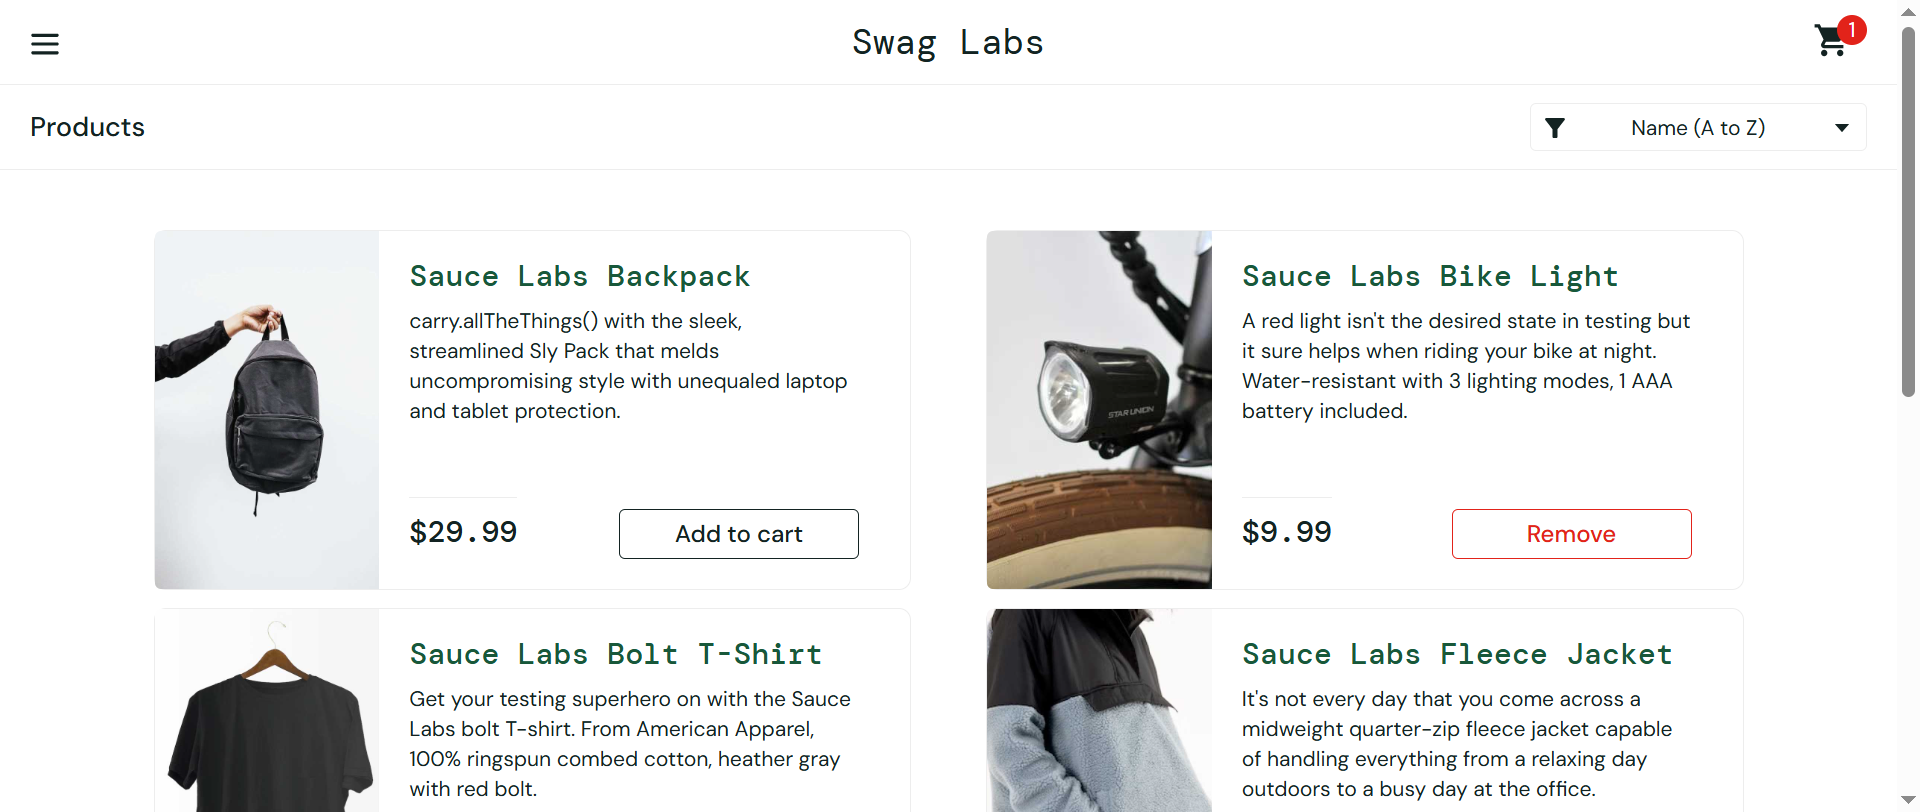 Swag Labs
1
Products
Name (A to Z)
Sauce Labs Backpack
carry.allTheThings() with the sleek,
streamlined Sly Pack that melds
uncompromising style with unequaled laptop
and tablet protection.
$29.99
Add to cart
Sauce Labs Bike Light
A red light isn't the desired state in testing but
it sure helps when riding your bike at night.
Water-resistant with 3 lighting modes, 1 AAA
battery included.
STAR UNION
$9.99
Remove
Sauce Labs Bolt T-Shirt
Get your testing superhero on with the Sauce
Labs bolt T-shirt. From American Apparel,
100% ringspun combed cotton, heather gray
with red bolt.
Sauce Labs Fleece Jacket
It's not every day that you come across a
midweight quarter-zip fleece jacket capable
of handling everything from a relaxing day
outdoors to a busy day at the office.